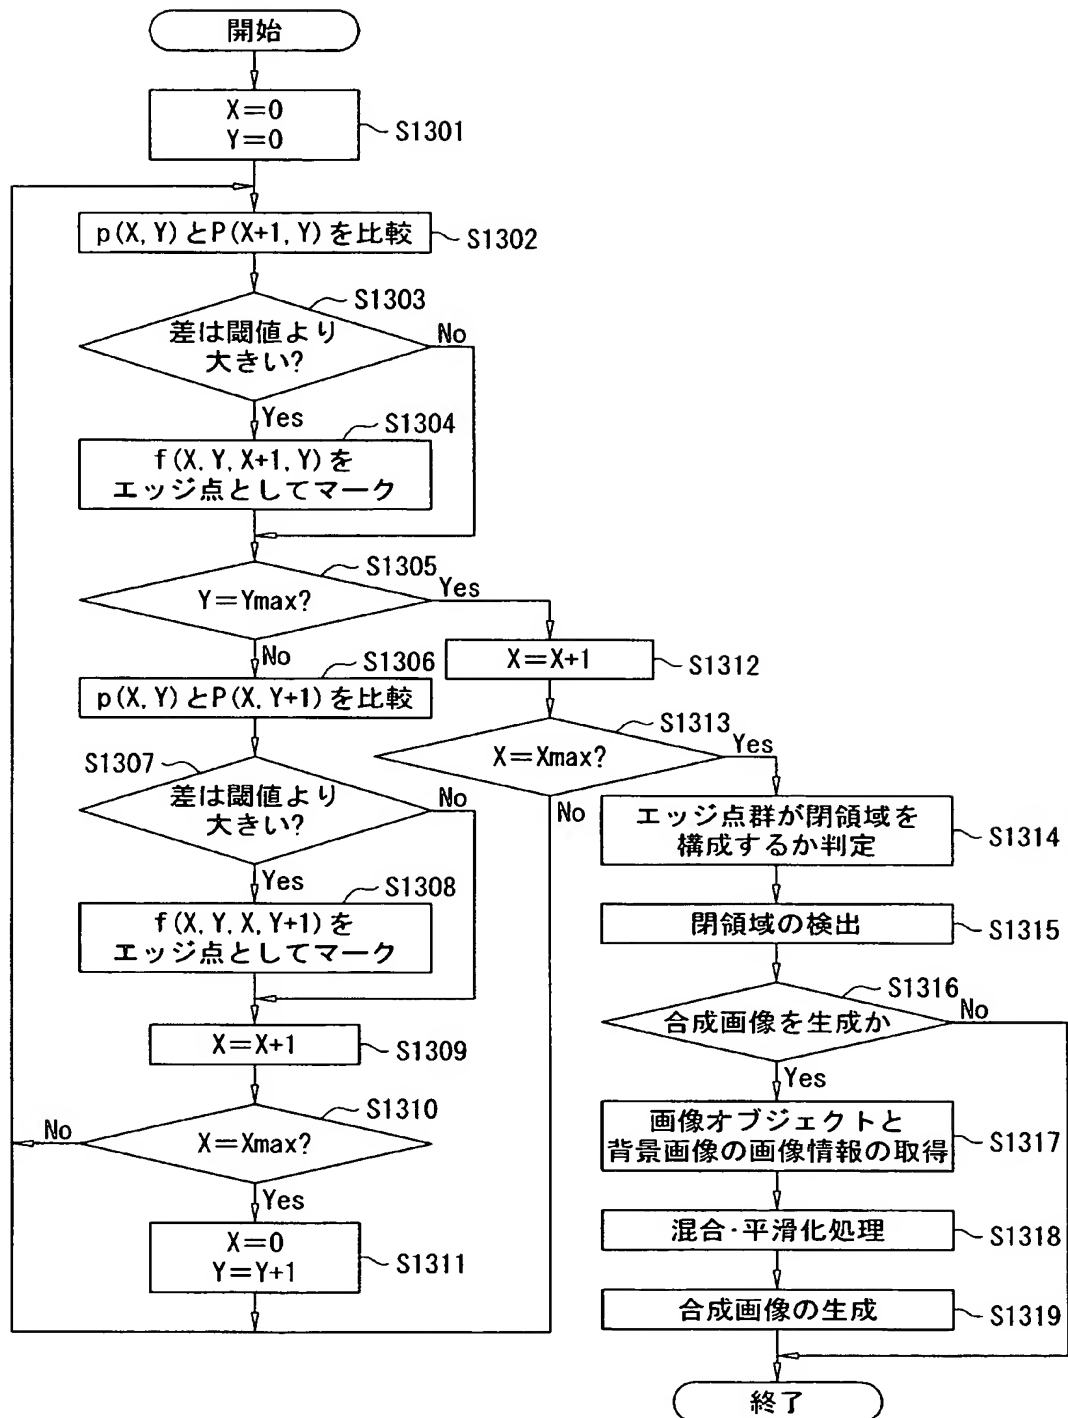 開始
X=0
Y=0
S1301
p(X, Y)とP(X+1, Y)を比較
S1302
S1303
差は閾値より
大きい?
No
Yes
S1304
f(X, Y, X+1, Y)を
エッジ点としてマーク
S1305
Y=Ymax?
Yes
No
S1306
p(X, Y)とP(X, Y+1)を比較
S1307
差は閾値より
大きい?
No
Yes
S1308
f(X, Y, X, Y+1)を
エッジ点としてマーク
X=X+1
S1309
S1310
X=Xmax?
No
Yes
X=0
Y=Y+1
S1311
X=X+1
S1312
S1313
X=Xmax?
Yes
No
エッジ点群が閉領域を
構成するか判定
S1314
閉領域の検出
S1315
S1316
合成画像を生成か
No
Yes
画像オブジェクトと
背景画像の画像情報の取得
S1317
混合・平滑化処理
S1318
合成画像の生成
S1319
終了